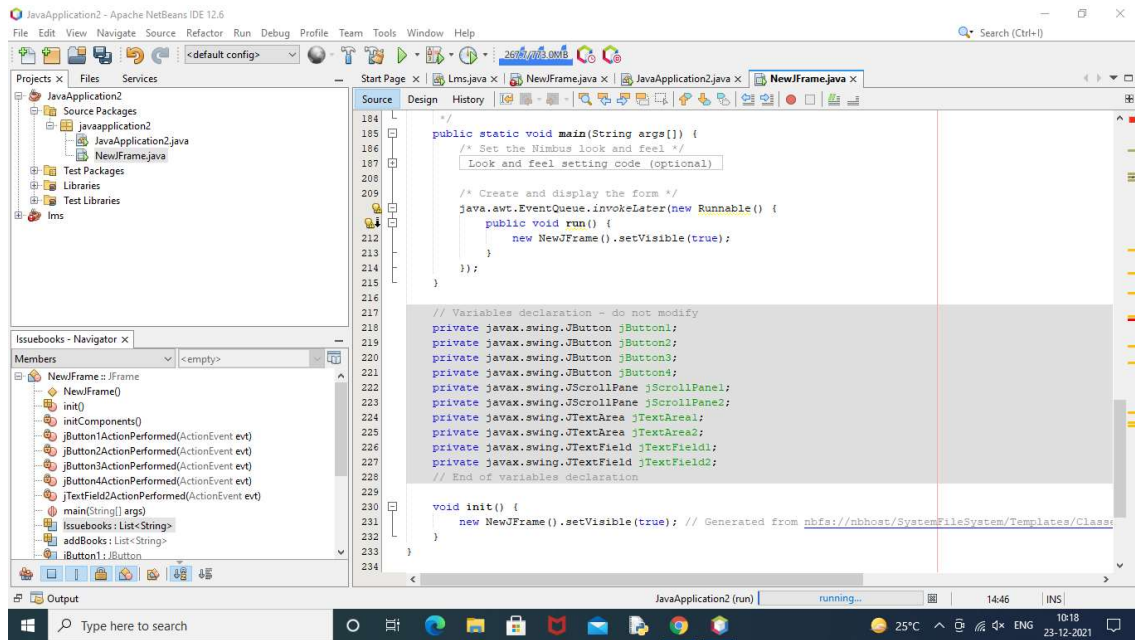 JavaApplication2 - Apache NetBeans IDE 12.6
File Edit View Navigate Source Refactor Run Debug Profile Team Tools Window Help
Search (Ctrl+I)
<default config>
Projects × Files Services
Start Page × Lms.java × NewJFrame.java × JavaApplication2.java × NewJFrame.java ×
Source Design History
JavaApplication2
Source Packages
javaapplication2
JavaApplication2.java
NewJFrame.java
Test Packages
Libraries
Test Libraries
lms
184 */
185 public static void main(String args[]) {
186 /* Set the Nimbus look and feel */
187 Look and feel setting code (optional)
208
209 /* Create and display the form */
java.awt.EventQueue.invokeLater(new Runnable() {
public void run() {
212 new NewJFrame().setVisible(true);
213 }
214 });
215 }
216
217 // Variables declaration - do not modify
218 private javax.swing.JButton jButton1;
219 private javax.swing.JButton jButton2;
220 private javax.swing.JButton jButton3;
221 private javax.swing.JButton jButton4;
222 private javax.swing.JScrollPane jScrollPane1;
223 private javax.swing.JScrollPane jScrollPane2;
224 private javax.swing.JTextArea jTextArea1;
225 private javax.swing.JTextArea jTextArea2;
226 private javax.swing.JTextField jTextField1;
227 private javax.swing.JTextField jTextField2;
228 // End of variables declaration
229
230 void init() {
231 new NewJFrame().setVisible(true); // Generated from nbfs://nbhost/SystemFileSystem/Templates/Classe
232 }
233 }
234
Issuebooks - Navigator ×
Members <empty>
NewJFrame :: JFrame
NewJFrame()
init()
initComponents()
jButton1ActionPerformed(ActionEvent evt)
jButton2ActionPerformed(ActionEvent evt)
jButton3ActionPerformed(ActionEvent evt)
jButton4ActionPerformed(ActionEvent evt)
jTextField2ActionPerformed(ActionEvent evt)
main(String[] args)
Issuebooks : List<String>
addBooks : List<String>
jButton1 : JButton
Output
JavaApplication2 (run) running... 14:46 INS
Type here to search
25°C ENG 10:18
23-12-2021